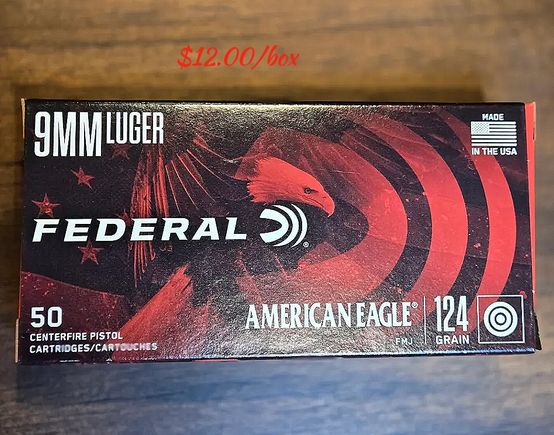 $12.00/box
9MM LUGER
MADE
IN THE USA
FEDERAL®
50
CENTERFIRE PISTOL
CARTRIDGES/CARTOUCHES
AMERICAN EAGLE®
FMJ
124
GRAIN